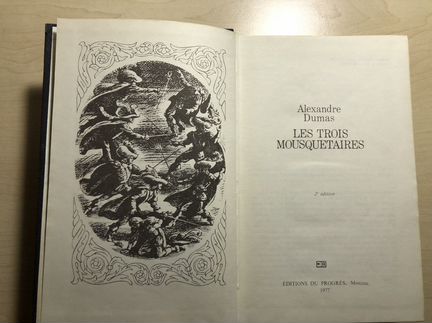 Alexandre
Dumas
LES TROIS
MOUSQUETAIRES
2e édition
ÉDITIONS DU PROGRÈS, Moscou,
1977